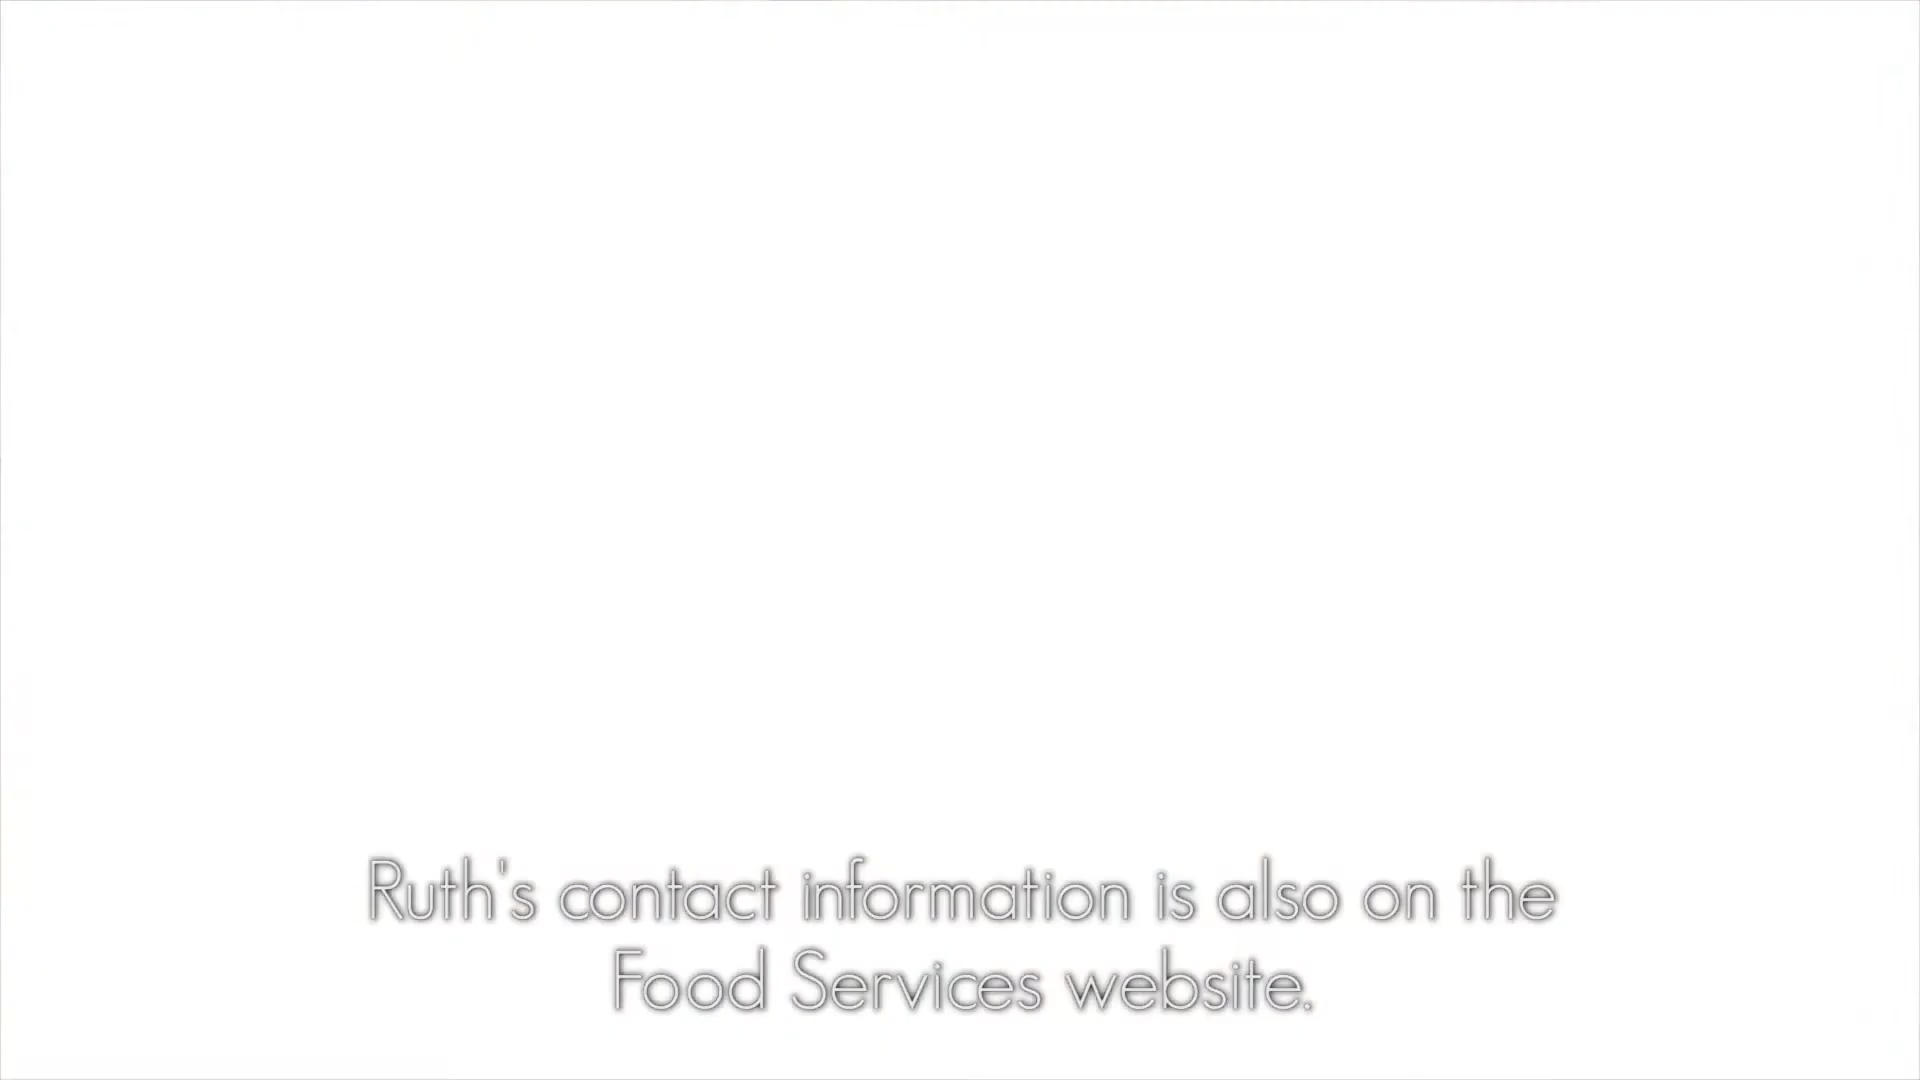 Ruth's contact information is also on the
Food Services website.